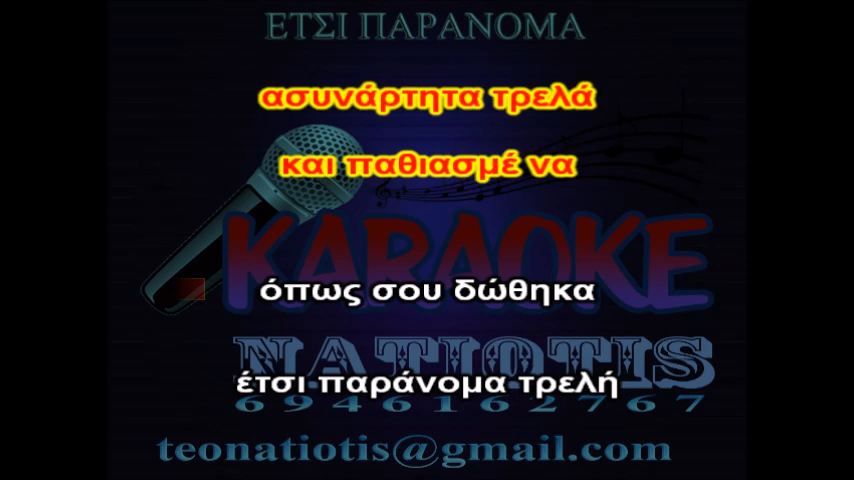 ΕΤΣΙ ΠΑΡΑΝΟΜΑ
ασυνάρτητα τρελά
και παθιασμέ να
KARAOKE
όπως σου δώθηκα
NATIOTIS
έτσι παράνομα τρελή
6946162767
teonatiotis@gmail.com